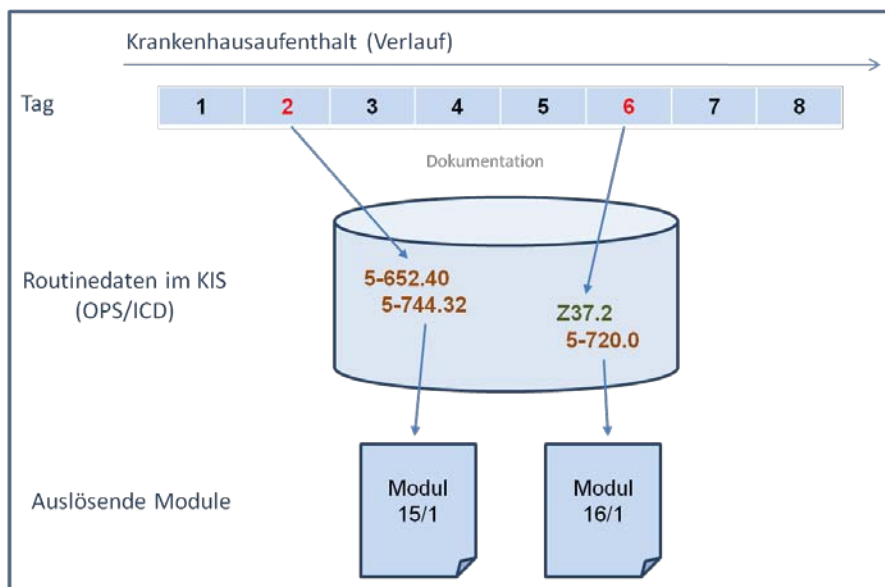 Krankenhausaufenthalt (Verlauf)
Tag
1 2 3 4 5 6 7 8
Dokumentation
Routinedaten im KIS
(OPS/ICD)
5-652.40
5-744.32
Z37.2
5-720.0
Auslösende Module
Modul
15/1
Modul
16/1